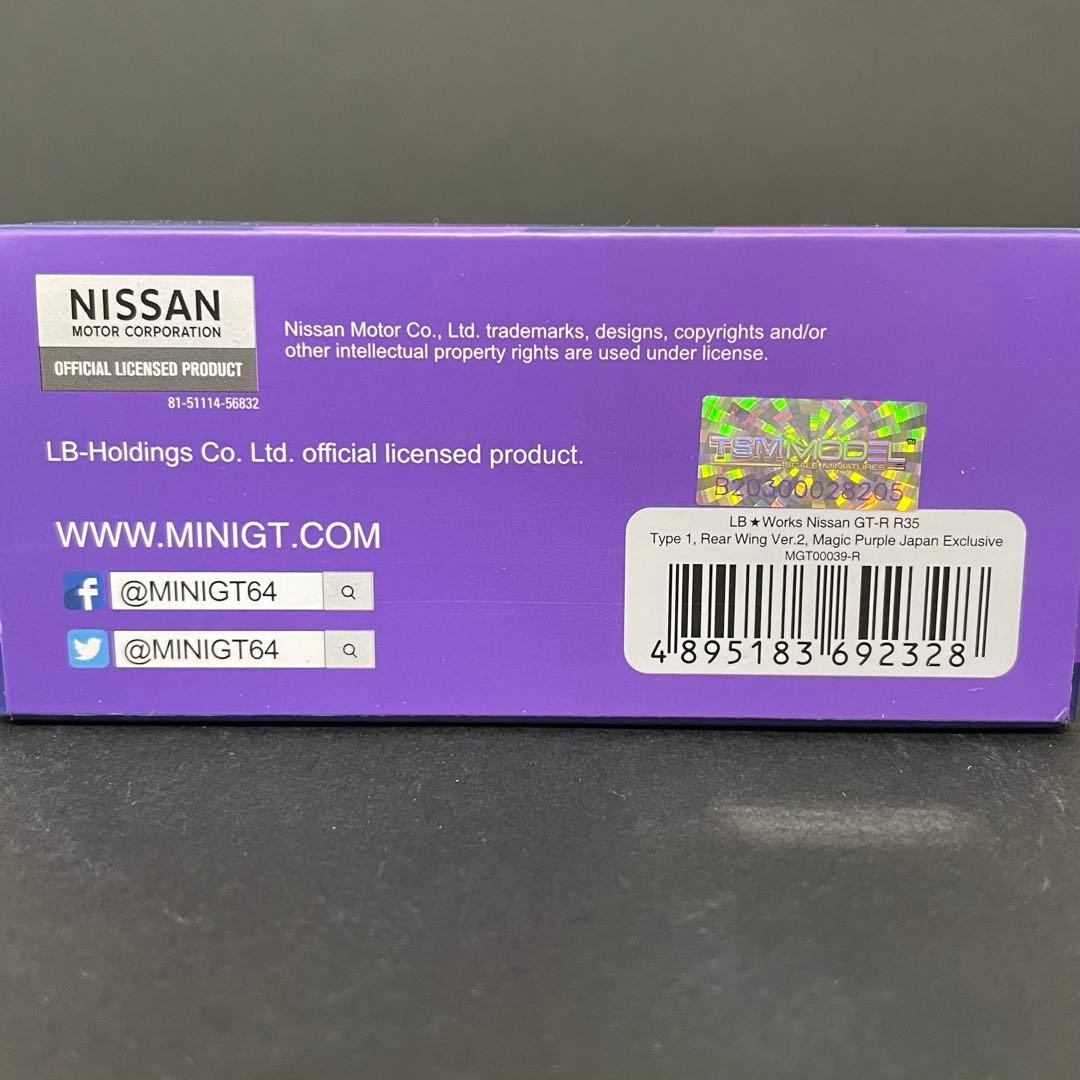 NISSAN
MOTOR CORPORATION
OFFICIAL LICENSED PRODUCT
81-51114-56832
Nissan Motor Co., Ltd. trademarks, designs, copyrights and/or
other intellectual property rights are used under license.
LB-Holdings Co. Ltd. official licensed product.
WWW.MINIGT.COM
f @MINIGT64
@MINIGT64
TSM MODEL™
SCALE MINIATURES
B20300028205
LB★Works Nissan GT-R R35
Type 1, Rear Wing Ver.2, Magic Purple Japan Exclusive
MGT00039-R
4 895183 692328